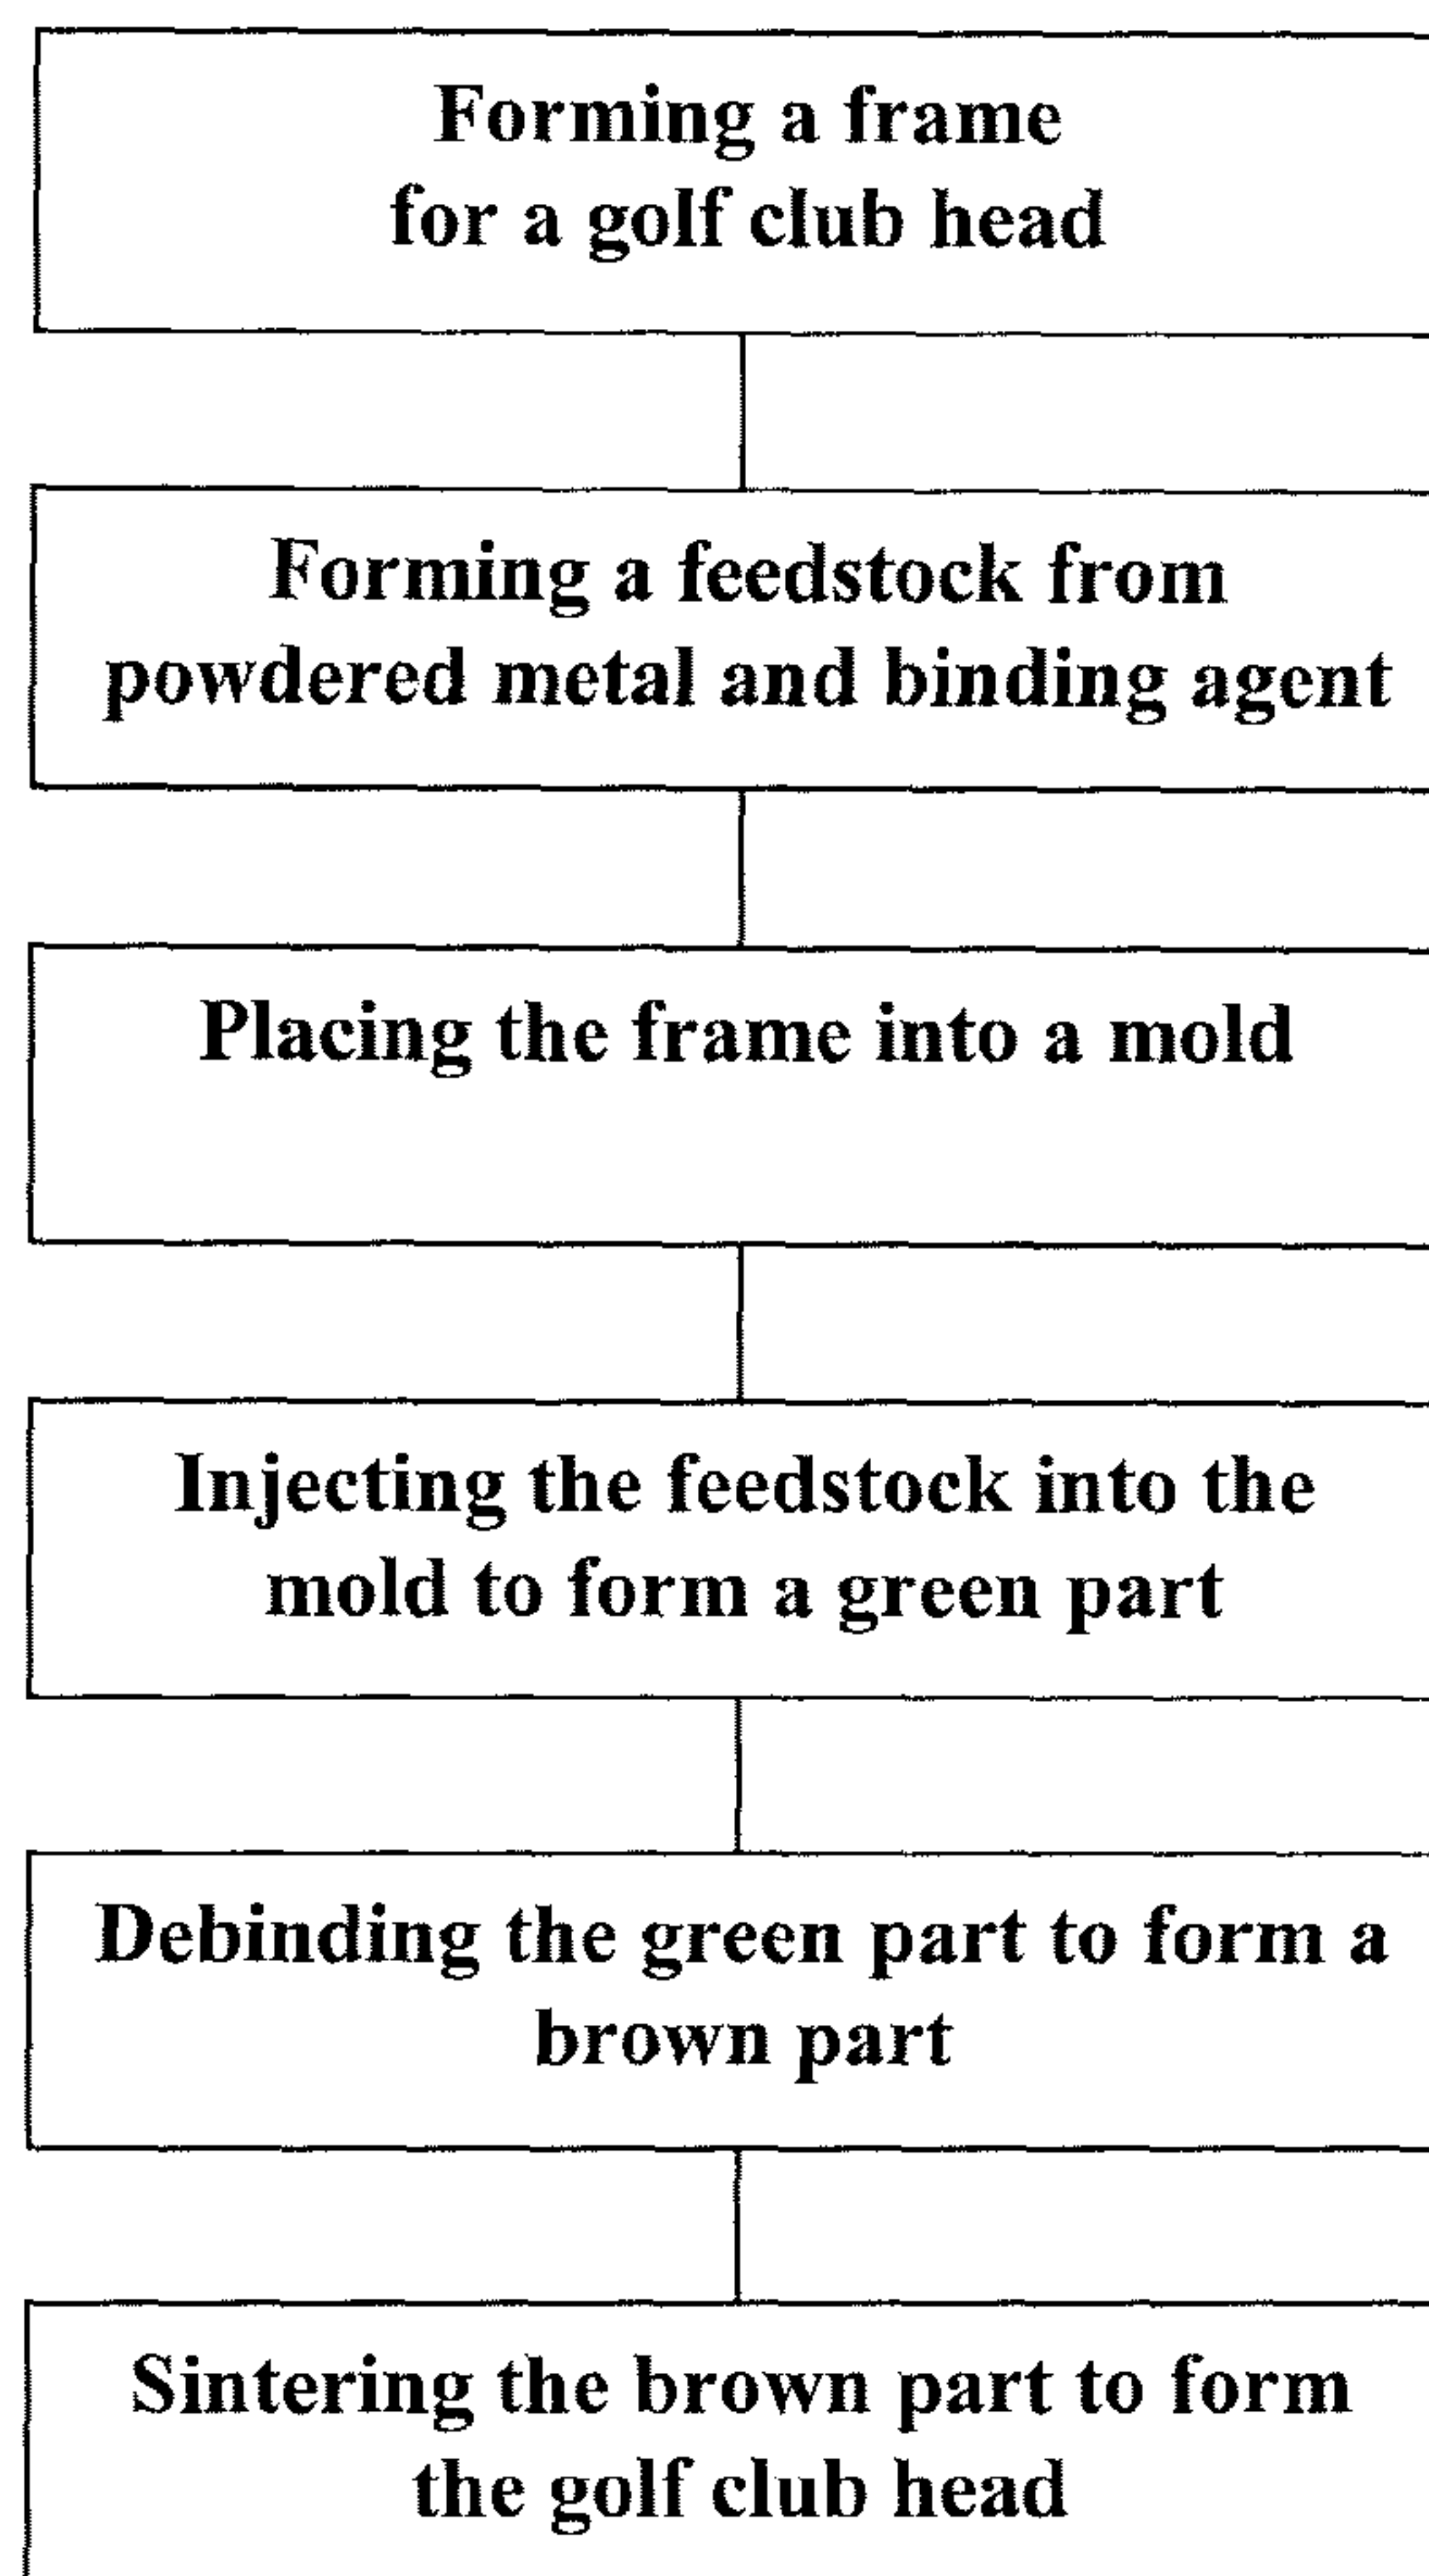 Forming a frame
for a golf club head
Forming a feedstock from
powdered metal and binding agent
Placing the frame into a mold
Injecting the feedstock into the
mold to form a green part
Debinding the green part to form a
brown part
Sintering the brown part to form
the golf club head